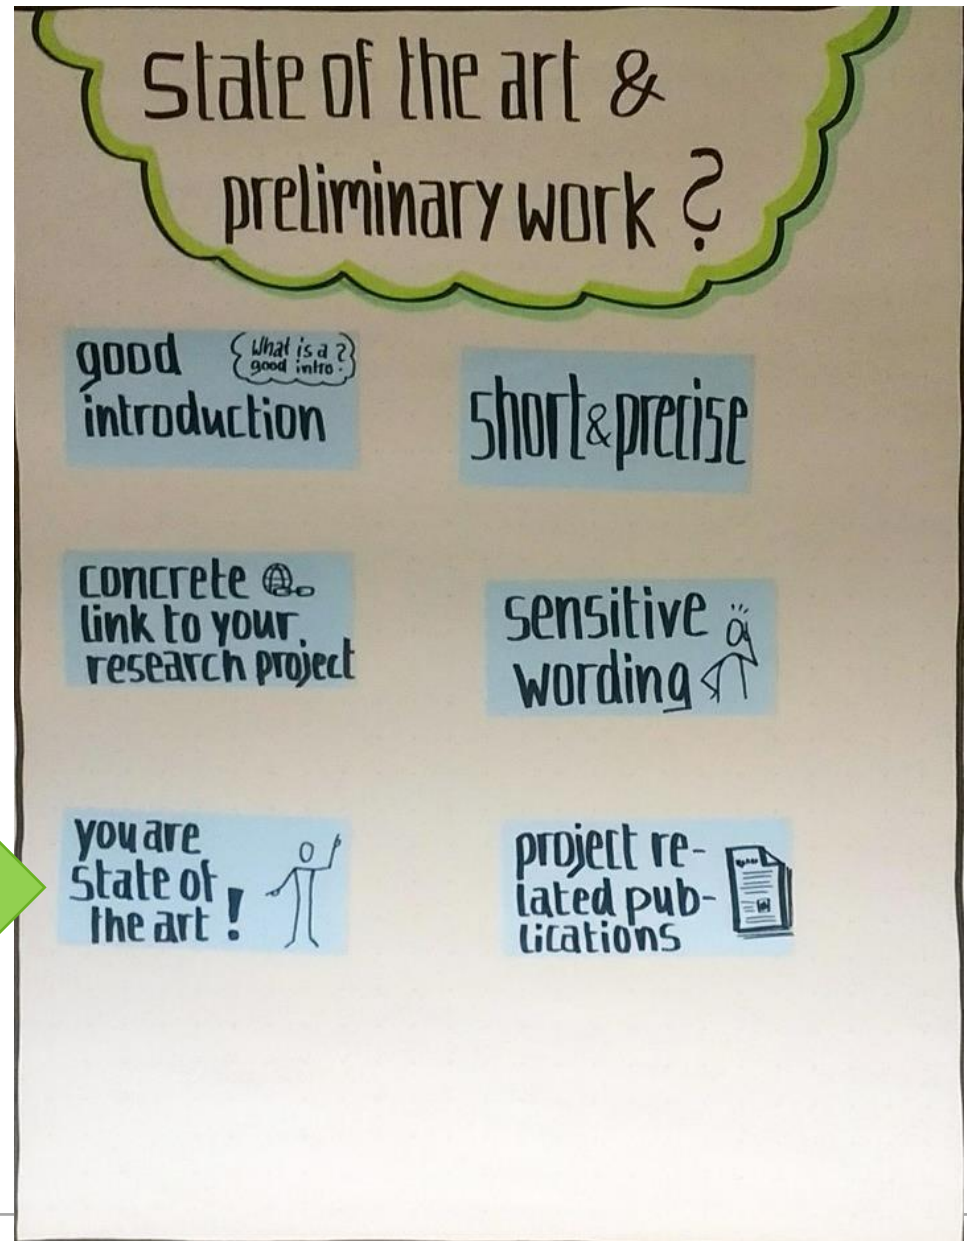 State of the art &
preliminary work ?
good
introduction
What is a ?
good intro.
short & precise
concrete
link to your
research project
sensitive
wording
you are
State of
the art !
project re-
lated pub-
lications